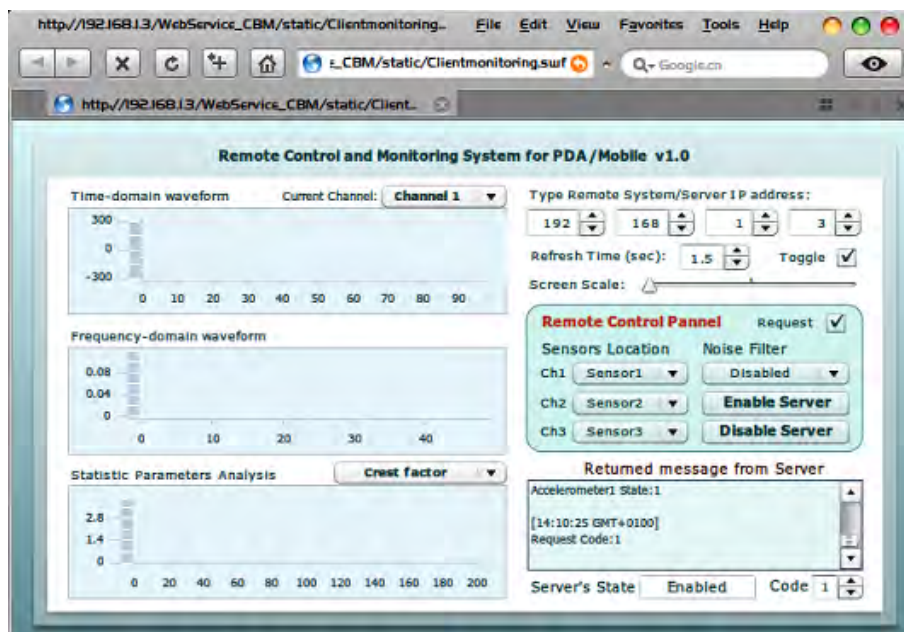 http://192.168.1.3/WebService_CBM/static/Clientmonitoring... File Edit View Favorites Tools Help
s_CBM/static/Clientmonitoring.swf Google.cn
http://192.168.1.3/WebService_CBM/static/Client...
Remote Control and Monitoring System for PDA/Mobile v1.0
Time-domain waveform Current Channel: Channel 1
300
0
-300
0 10 20 30 40 50 60 70 80 90
Frequency-domain waveform
0.08
0.04
0
0 10 20 30 40
Statistic Parameters Analysis Crest factor
2.8
1.4
0
0 20 40 60 80 100 120 140 160 180 200
Type Remote System/Server IP address:
192 168 1 3
Refresh Time (sec): 1.5 Toggle
Screen Scale:
Remote Control Pannel Request
Sensors Location Noise Filter
Ch1 Sensor1 Disabled
Ch2 Sensor2 Enable Server
Ch3 Sensor3 Disable Server
Returned message from Server
Accelerometer1 State:1
[14:10:25 GMT+0100]
Request Code:1
Server's State Enabled Code 1